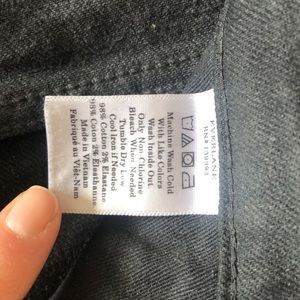 EVERLANE
RN# 139393
Machine Wash Cold
With Like Colors
Wash Inside Out
Only Non-Chlorine
Bleach When Needed
Tumble Dry Low
Cool Iron if Needed
98% Cotton 2% Elastane
98% Coton 2% Elasthanne
Made in Vietnam
Fabriqué au Viet-Nam